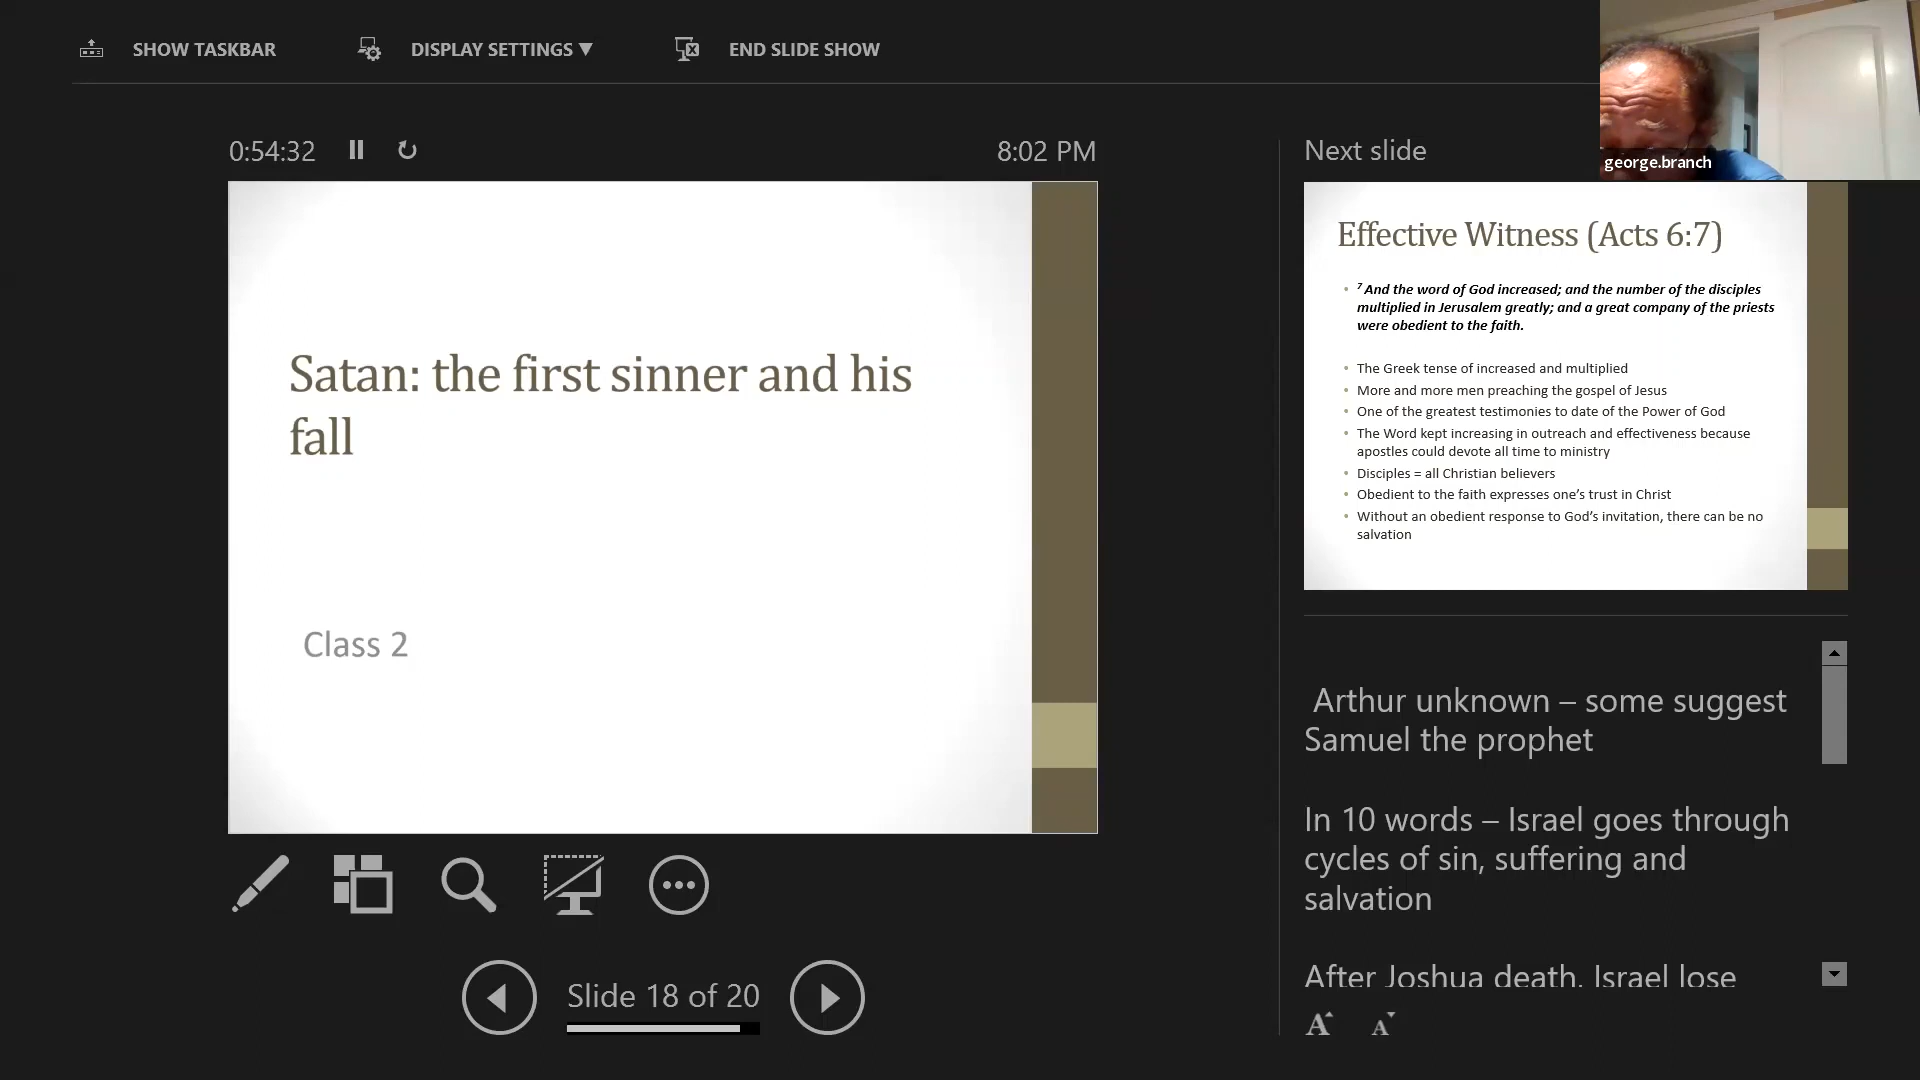 SHOW TASKBAR
DISPLAY SETTINGS ▼
END SLIDE SHOW
george.branch
0:54:32
8:02 PM
Satan: the first sinner and his
fall
Class 2
Slide 18 of 20
Next slide
Effective Witness (Acts 6:7)
• ⁷ And the word of God increased; and the number of the disciples
multiplied in Jerusalem greatly; and a great company of the priests
were obedient to the faith.
• The Greek tense of increased and multiplied
• More and more men preaching the gospel of Jesus
• One of the greatest testimonies to date of the Power of God
• The Word kept increasing in outreach and effectiveness because
apostles could devote all time to ministry
• Disciples = all Christian believers
• Obedient to the faith expresses one’s trust in Christ
• Without an obedient response to God’s invitation, there can be no
salvation
Arthur unknown – some suggest
Samuel the prophet
In 10 words – Israel goes through
cycles of sin, suffering and
salvation
After Joshua death, Israel lose
A A